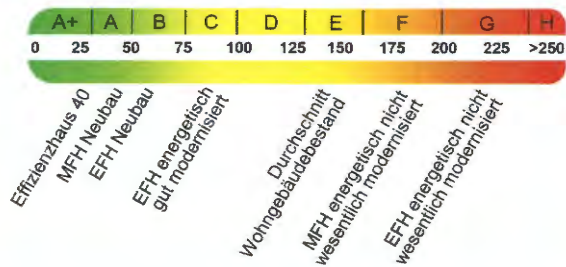 A+ A B C D E F G H
0 25 50 75 100 125 150 175 200 225 >250
Effizienzhaus 40
MFH Neubau
EFH Neubau
EFH energetisch
gut modernisiert
Durchschnitt
Wohngebäudebestand
MFH energetisch nicht
wesentlich modernisiert
EFH energetisch nicht
wesentlich modernisiert